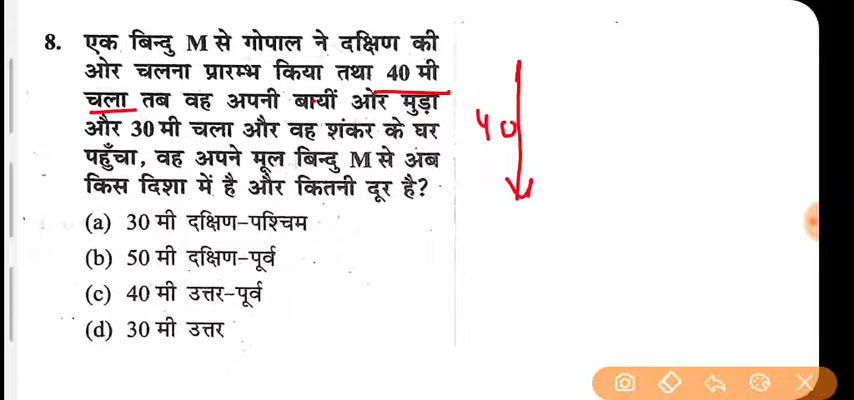 8. एक बिन्दु M से गोपाल ने दक्षिण की
ओर चलना प्रारम्भ किया तथा 40 मी
चला तब वह अपनी बायीं ओर मुड़ा
और 30 मी चला और वह शंकर के घर
पहुँचा, वह अपने मूल बिन्दु M से अब
किस दिशा में है और कितनी दूर है?
(a) 30 मी दक्षिण-पश्चिम
(b) 50 मी दक्षिण-पूर्व
(c) 40 मी उत्तर-पूर्व
(d) 30 मी उत्तर
40